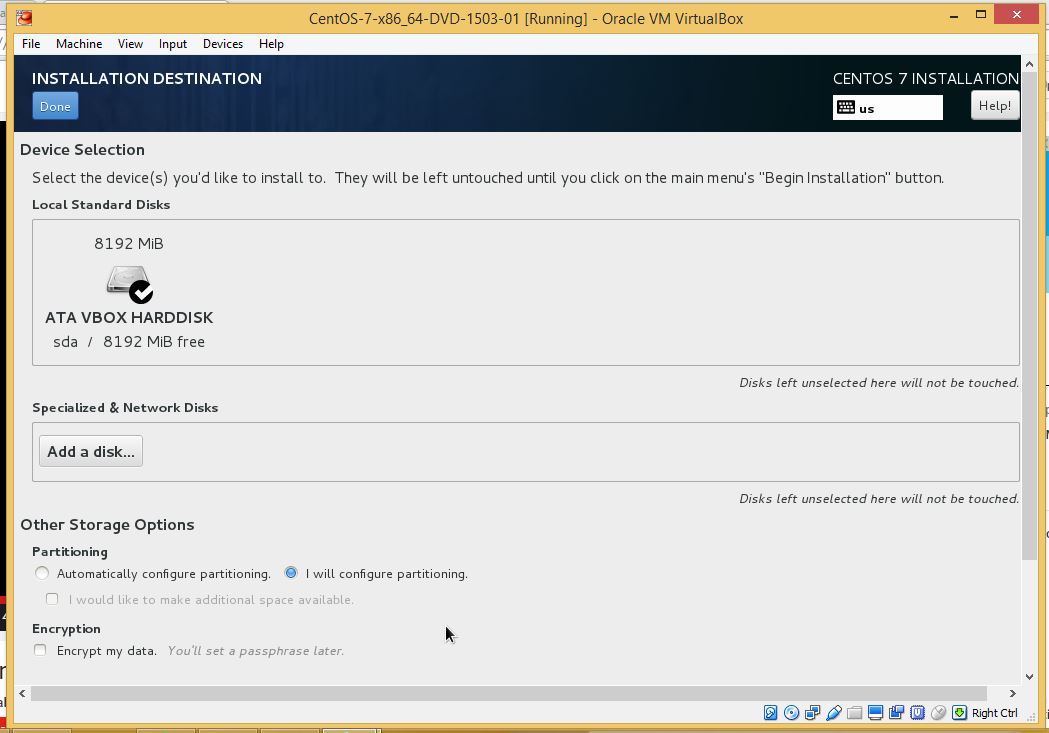 CentOS-7-x86_64-DVD-1503-01 [Running] - Oracle VM VirtualBox
File Machine View Input Devices Help
INSTALLATION DESTINATION
CENTOS 7 INSTALLATION
Done
us
Help!
Device Selection
Select the device(s) you'd like to install to. They will be left untouched until you click on the main menu's "Begin Installation" button.
Local Standard Disks
8192 MiB
ATA VBOX HARDDISK
sda / 8192 MiB free
Disks left unselected here will not be touched.
Specialized & Network Disks
Add a disk...
Disks left unselected here will not be touched.
Other Storage Options
Partitioning
Automatically configure partitioning. I will configure partitioning.
I would like to make additional space available.
Encryption
Encrypt my data. You'll set a passphrase later.
Right Ctrl